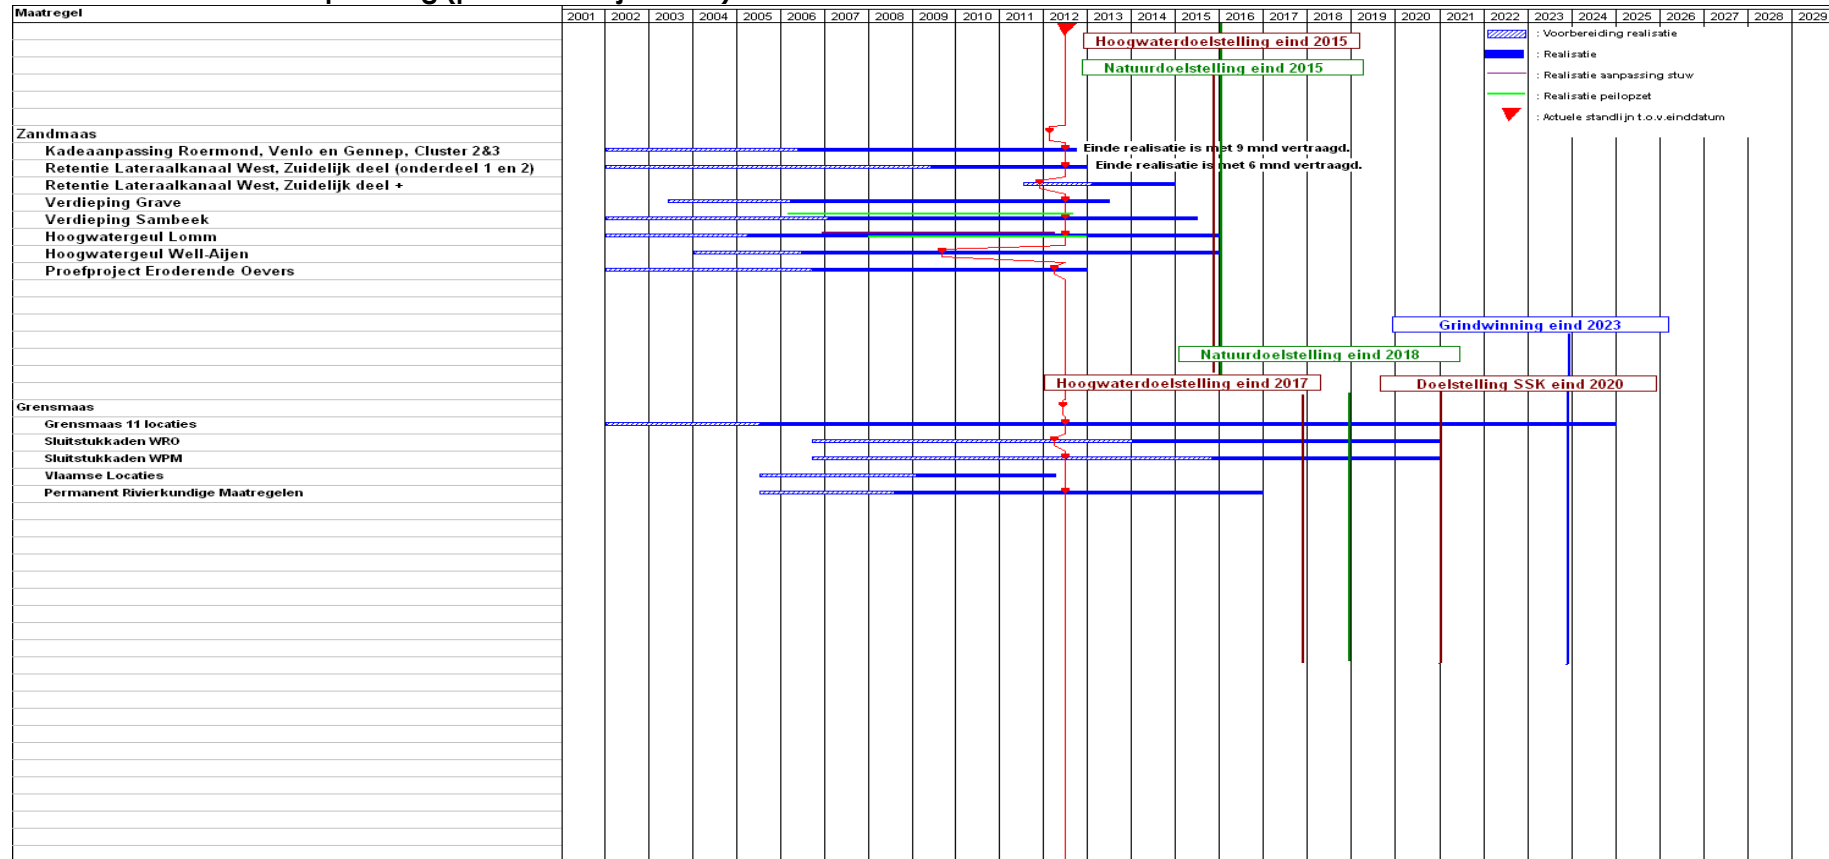 Maatregel
2001 2002 2003 2004 2005 2006 2007 2008 2009 2010 2011 2012 2013 2014 2015 2016 2017 2018 2019 2020 2021 2022 2023 2024 2025 2026 2027 2028 2029
: Voorbereiding realisatie
Hoogwaterdoelstelling eind 2015
: Realisatie
Natuurdoelstelling eind 2015
: Realisatie aanpassing stuw
: Realisatie peilopzet
: Actuele standlijn t.o.v.einddatum
Zandmaas
Kadeaanpassing Roermond, Venlo en Gennep, Cluster 2&3
Einde realisatie is met 9 mnd vertraagd.
Retentie Lateraalkanaal West, Zuidelijk deel (onderdeel 1 en 2)
Einde realisatie is met 6 mnd vertraagd.
Retentie Lateraalkanaal West, Zuidelijk deel +
Verdieping Grave
Verdieping Sambeek
Hoogwatergeul Lomm
Hoogwatergeul Well-Aijen
Proefproject Eroderende Oevers
Grindwinning eind 2023
Natuurdoelstelling eind 2018
Hoogwaterdoelstelling eind 2017
Doelstelling SSK eind 2020
Grensmaas
Grensmaas 11 locaties
Sluitstukkaden WRO
Sluitstukkaden WPM
Vlaamse Locaties
Permanent Rivierkundige Maatregelen